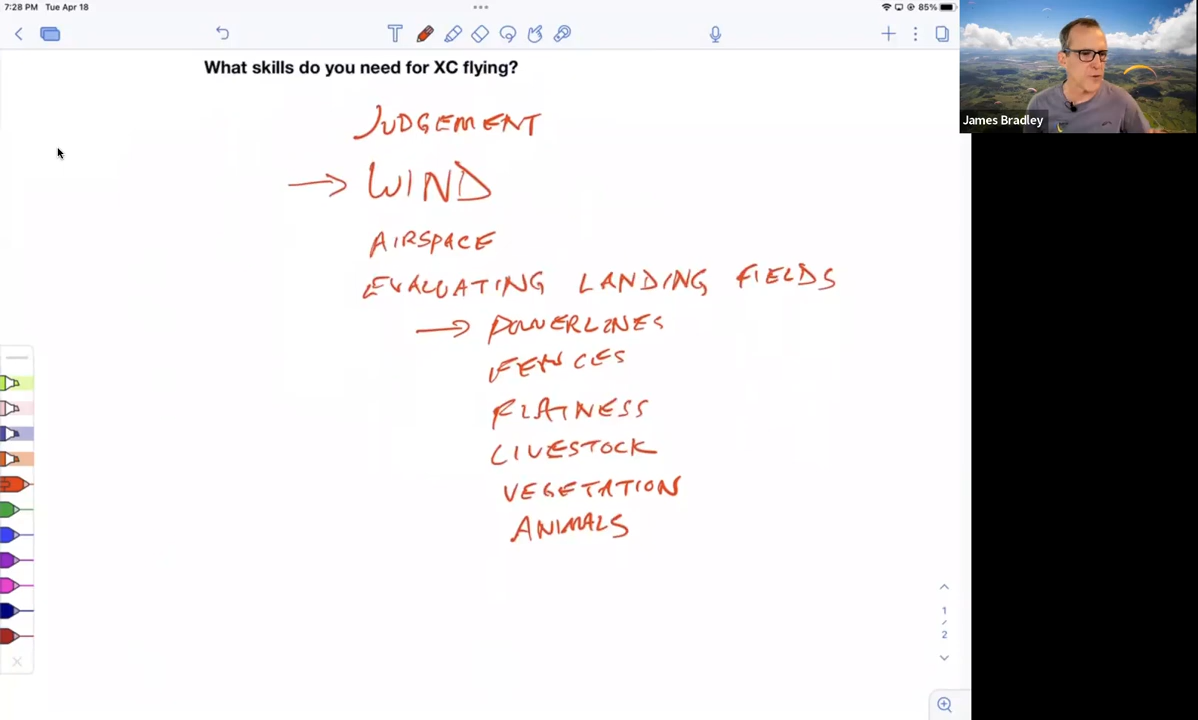 7:28 PM Tue Apr 18
85%
What skills do you need for XC flying?
JUDGEMENT
→ WIND
AIRSPACE
EVALUATING LANDING FIELDS
→ POWERLINES
FENCES
FLATNESS
LIVESTOCK
VEGETATION
ANIMALS
James Bradley
1
/
2